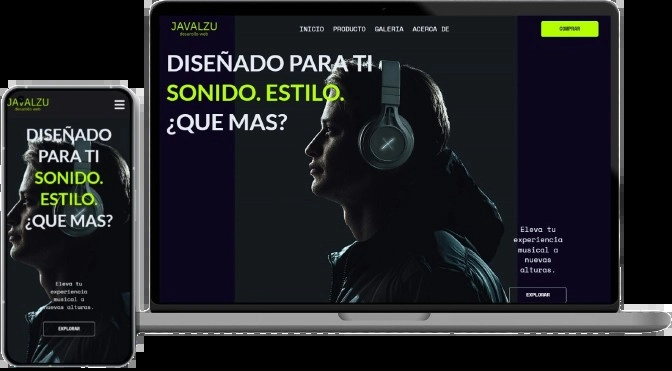 JAVALZU
desarrollo web
INICIO PRODUCTO GALERIA ACERCA DE
COMPRAR
DISEÑADO PARA TI
SONIDO. ESTILO.
¿QUE MAS?
Eleva tu
experiencia
musical a
nuevas
alturas.
EXPLORAR
JAVALZU
desarrollo web
DISEÑADO
PARA TI
SONIDO.
ESTILO.
¿QUE MAS?
Eleva tu
experiencia
musical a
nuevas alturas.
EXPLORAR